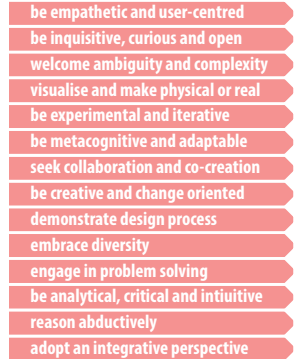 be empathetic and user-centred
be inquisitive, curious and open
welcome ambiguity and complexity
visualise and make physical or real
be experimental and iterative
be metacognitive and adaptable
seek collaboration and co-creation
be creative and change oriented
demonstrate design process
embrace diversity
engage in problem solving
be analytical, critical and intiuitive
reason abductively
adopt an integrative perspective